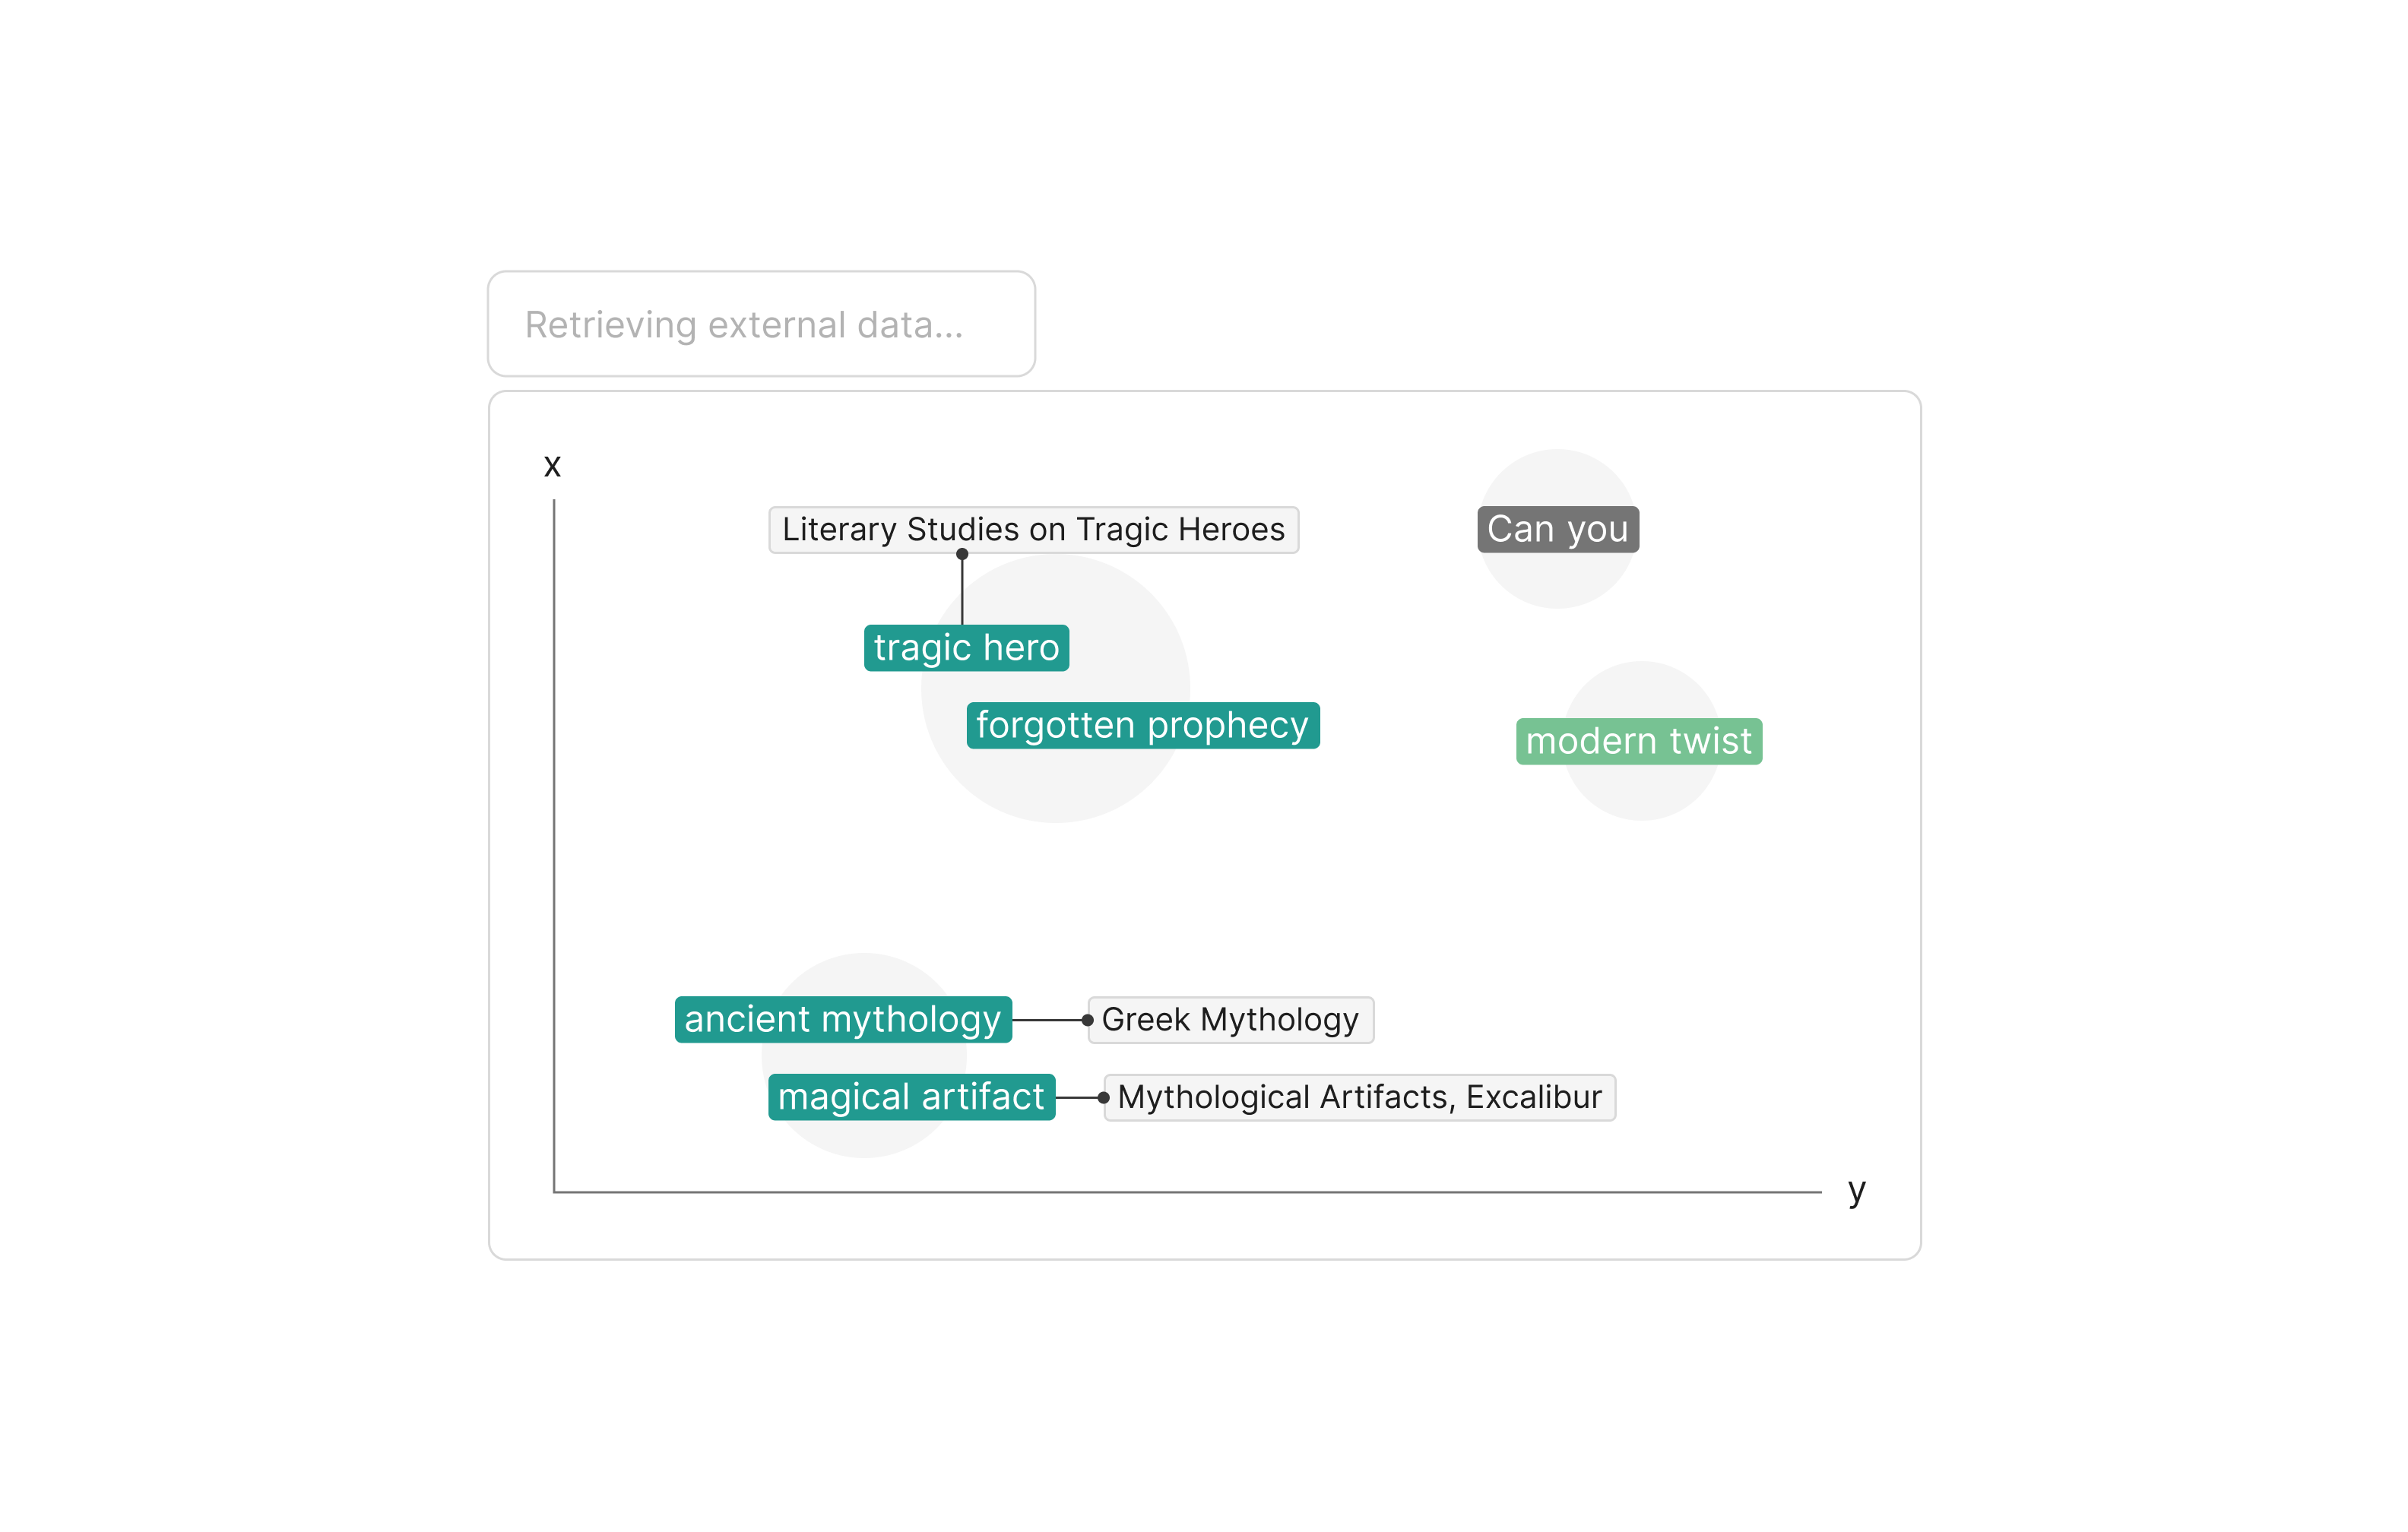 Retrieving external data...
x
Literary Studies on Tragic Heroes
Can you
tragic hero
forgotten prophecy
modern twist
ancient mythology
Greek Mythology
magical artifact
Mythological Artifacts, Excalibur
y